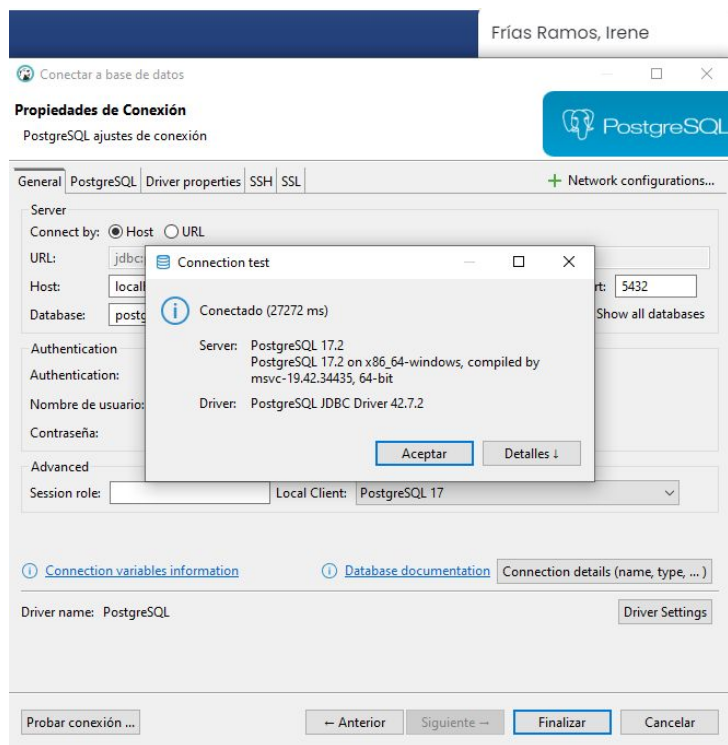 Frías Ramos, Irene
Conectar a base de datos
Propiedades de Conexión
PostgreSQL ajustes de conexión
PostgreSQL
General PostgreSQL Driver properties SSH SSL
Network configurations...
Server
Connect by: Host URL
URL: jdbc:
Host: 5432
Database: Show all databases
Connection test
Conectado (27272 ms)
Server: PostgreSQL 17.2
PostgreSQL 17.2 on x86_64-windows, compiled by
msvc-19.42.34435, 64-bit
Driver: PostgreSQL JDBC Driver 42.7.2
Aceptar Detalles ↓
Authentication
Authentication:
Nombre de usuario:
Contraseña:
Advanced
Session role: Local Client: PostgreSQL 17
Connection variables information Database documentation Connection details (name, type, ... )
Driver name: PostgreSQL Driver Settings
Probar conexión ... ← Anterior Siguiente → Finalizar Cancelar